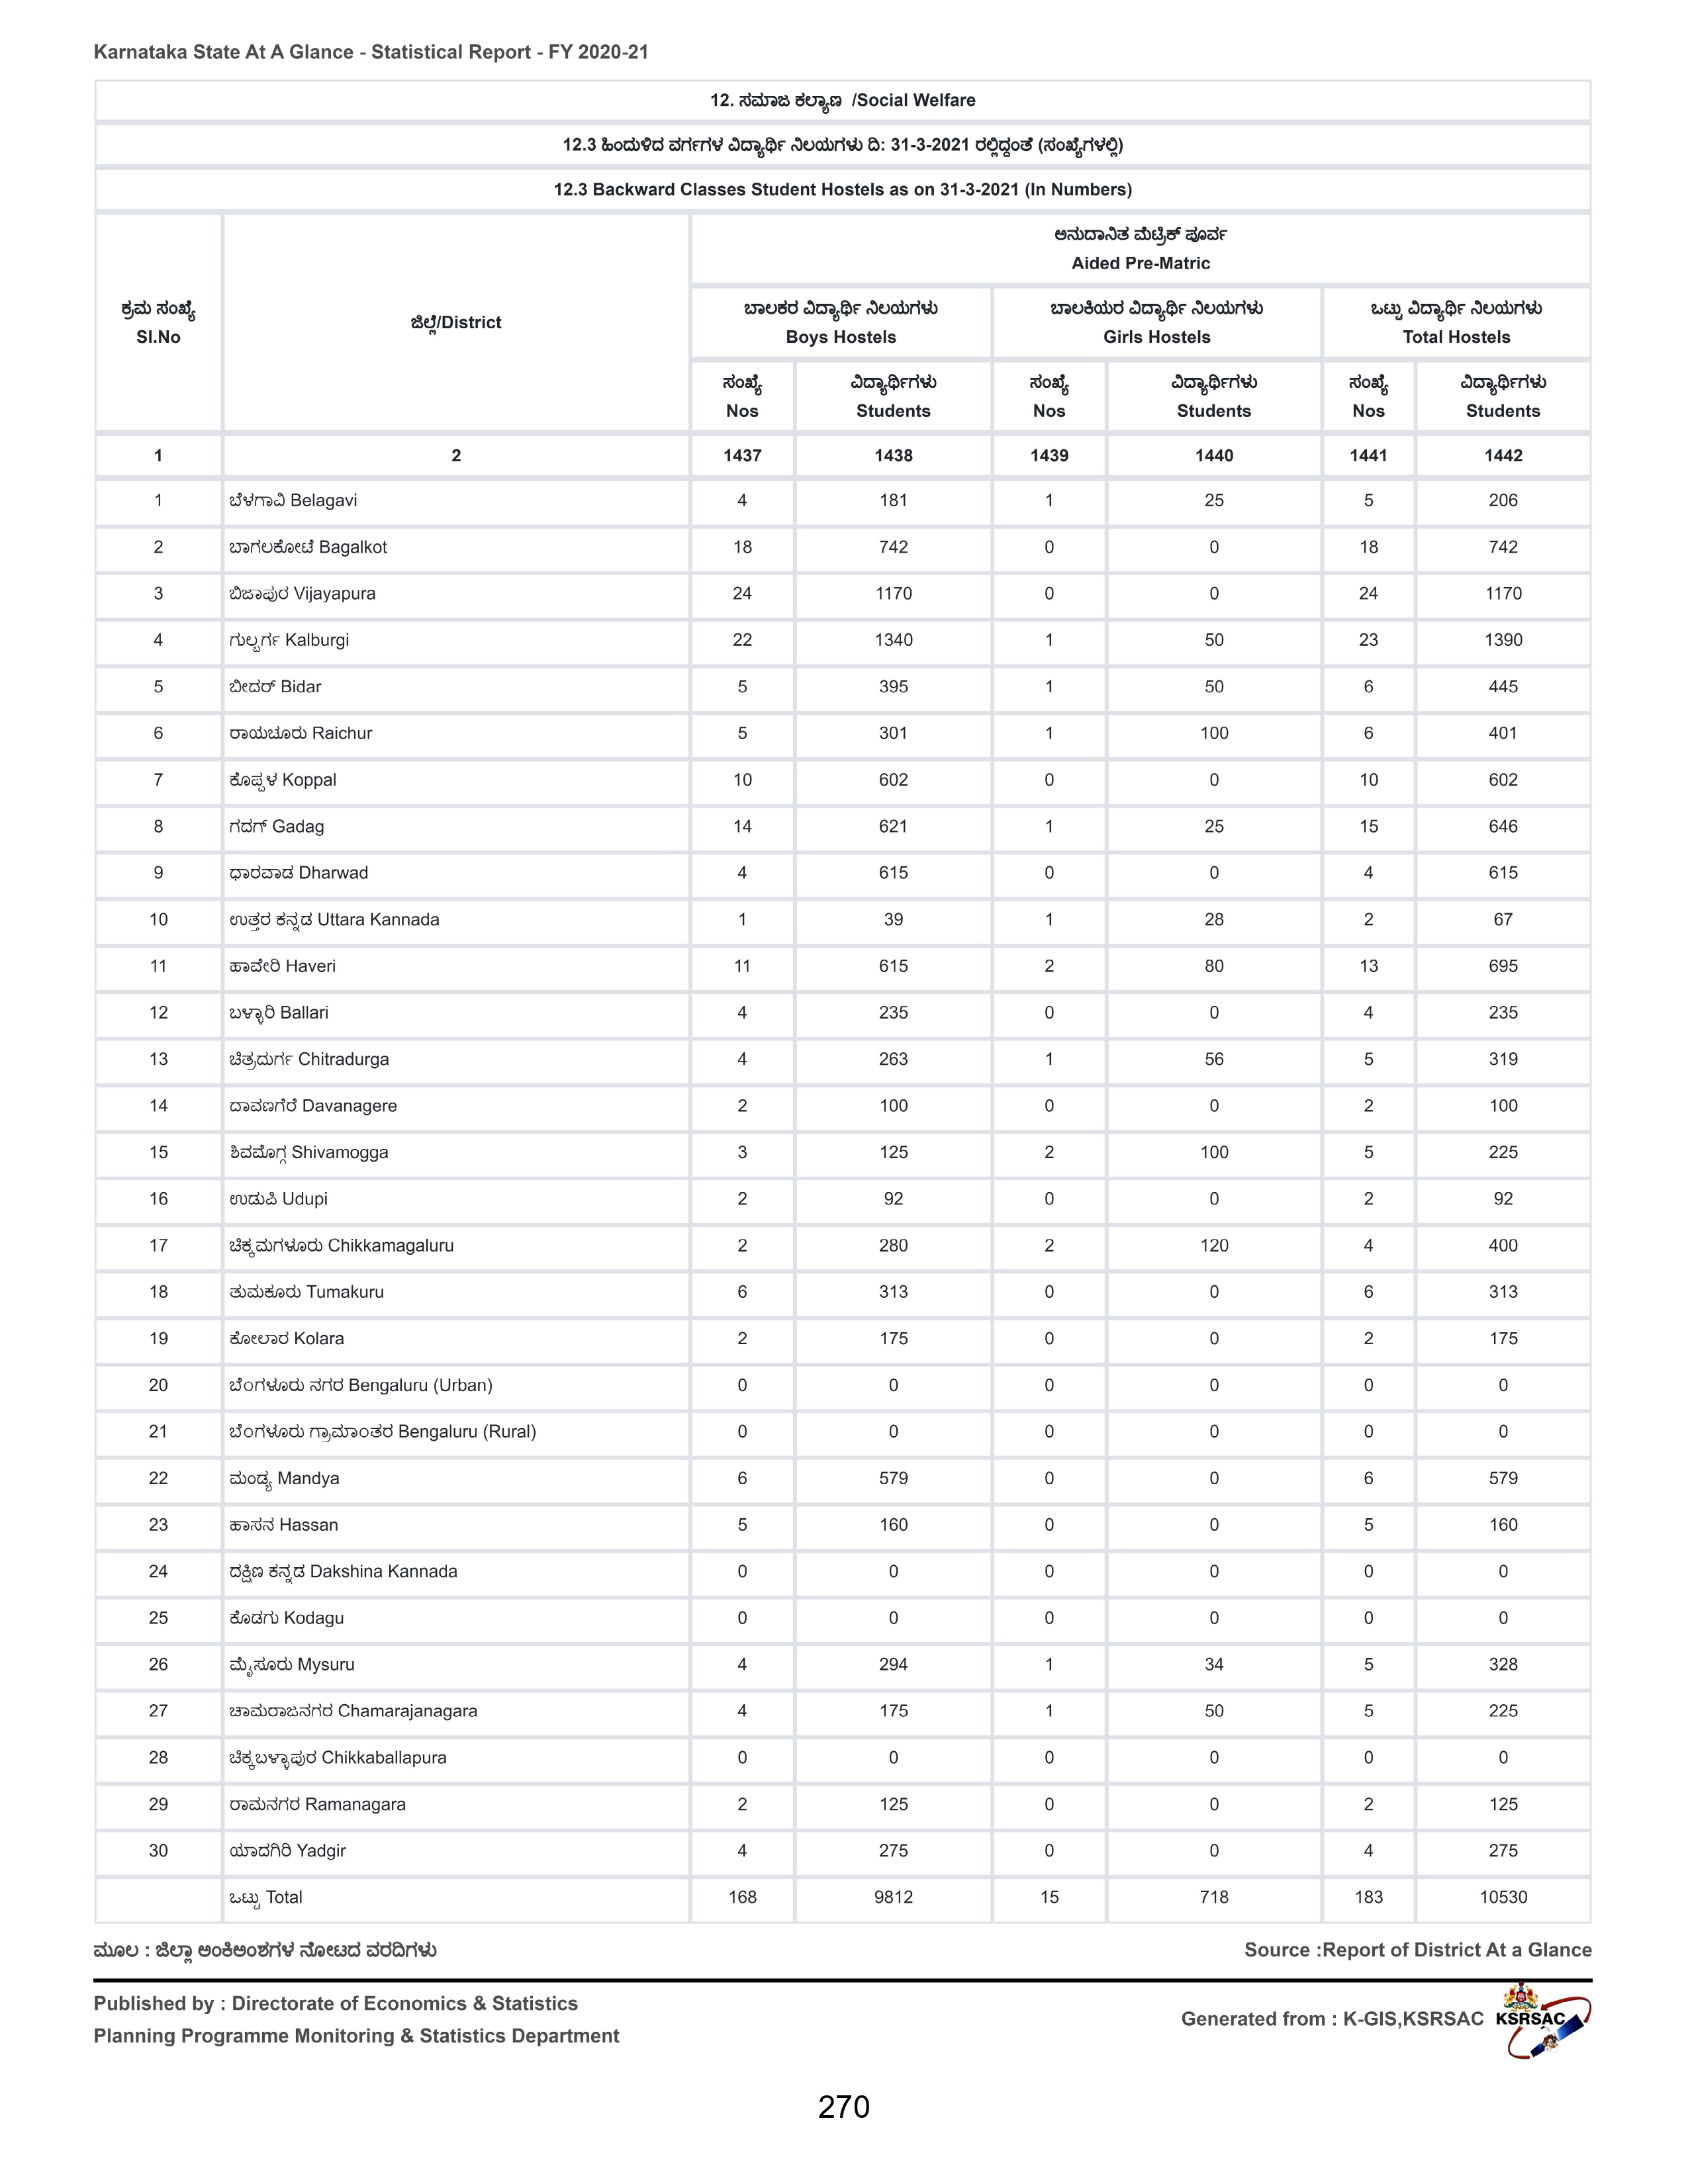 Karnataka State At A Glance - Statistical Report - FY 2020-21
12. ಸಮಾಜ ಕಲ್ಯಾಣ /Social Welfare
12.3 ಹಿಂದುಳಿದ ವರ್ಗಗಳ ವಿದ್ಯಾರ್ಥಿ ನಿಲಯಗಳು ದಿ: 31-3-2021 ರಲ್ಲಿದ್ದಂತೆ (ಸಂಖ್ಯೆಗಳಲ್ಲಿ)
12.3 Backward Classes Student Hostels as on 31-3-2021 (In Numbers)
ಅನುದಾನಿತ ಮೆಟ್ರಿಕ್ ಪೂರ್ವ
Aided Pre-Matric
ಕ್ರಮ ಸಂಖ್ಯೆ
Sl.No
ಜಿಲ್ಲೆ/District
ಬಾಲಕರ ವಿದ್ಯಾರ್ಥಿ ನಿಲಯಗಳು
Boys Hostels
ಬಾಲಕಿಯರ ವಿದ್ಯಾರ್ಥಿ ನಿಲಯಗಳು
Girls Hostels
ಒಟ್ಟು ವಿದ್ಯಾರ್ಥಿ ನಿಲಯಗಳು
Total Hostels
ಸಂಖ್ಯೆ ವಿದ್ಯಾರ್ಥಿಗಳು ಸಂಖ್ಯೆ ವಿದ್ಯಾರ್ಥಿಗಳು ಸಂಖ್ಯೆ ವಿದ್ಯಾರ್ಥಿಗಳು
Nos Students Nos Students Nos Students
1 2 1437 1438 1439 1440 1441 1442
1 ಬೆಳಗಾವಿ Belagavi 4 181 1 25 5 206
2 ಬಾಗಲಕೋಟೆ Bagalkot 18 742 0 0 18 742
3 ಬಿಜಾಪುರ Vijayapura 24 1170 0 0 24 1170
4 ಗುಲ್ಬರ್ಗ Kalburgi 22 1340 1 50 23 1390
5 ಬೀದರ್ Bidar 5 395 1 50 6 445
6 ರಾಯಚೂರು Raichur 5 301 1 100 6 401
7 ಕೊಪ್ಪಳ Koppal 10 602 0 0 10 602
8 ಗದಗ್ Gadag 14 621 1 25 15 646
9 ಧಾರವಾಡ Dharwad 4 615 0 0 4 615
10 ಉತ್ತರ ಕನ್ನಡ Uttara Kannada 1 39 1 28 2 67
11 ಹಾವೇರಿ Haveri 11 615 2 80 13 695
12 ಬಳ್ಳಾರಿ Ballari 4 235 0 0 4 235
13 ಚಿತ್ರದುರ್ಗ Chitradurga 4 263 1 56 5 319
14 ದಾವಣಗೆರೆ Davanagere 2 100 0 0 2 100
15 ಶಿವಮೊಗ್ಗ Shivamogga 3 125 2 100 5 225
16 ಉಡುಪಿ Udupi 2 92 0 0 2 92
17 ಚಿಕ್ಕಮಗಳೂರು Chikkamagaluru 2 280 2 120 4 400
18 ತುಮಕೂರು Tumakuru 6 313 0 0 6 313
19 ಕೋಲಾರ Kolara 2 175 0 0 2 175
20 ಬೆಂಗಳೂರು ನಗರ Bengaluru (Urban) 0 0 0 0 0 0
21 ಬೆಂಗಳೂರು ಗ್ರಾಮಾಂತರ Bengaluru (Rural) 0 0 0 0 0 0
22 ಮಂಡ್ಯ Mandya 6 579 0 0 6 579
23 ಹಾಸನ Hassan 5 160 0 0 5 160
24 ದಕ್ಷಿಣ ಕನ್ನಡ Dakshina Kannada 0 0 0 0 0 0
25 ಕೊಡಗು Kodagu 0 0 0 0 0 0
26 ಮೈಸೂರು Mysuru 4 294 1 34 5 328
27 ಚಾಮರಾಜನಗರ Chamarajanagara 4 175 1 50 5 225
28 ಚಿಕ್ಕಬಳ್ಳಾಪುರ Chikkaballapura 0 0 0 0 0 0
29 ರಾಮನಗರ Ramanagara 2 125 0 0 2 125
30 ಯಾದಗಿರಿ Yadgir 4 275 0 0 4 275
ಒಟ್ಟು Total 168 9812 15 718 183 10530
ಮೂಲ : ಜಿಲ್ಲಾ ಅಂಕಿಅಂಶಗಳ ನೋಟದ ವರದಿಗಳು Source :Report of District At a Glance
Published by : Directorate of Economics & Statistics
Planning Programme Monitoring & Statistics Department
Generated from : K-GIS,KSRSAC KSRSAC
270